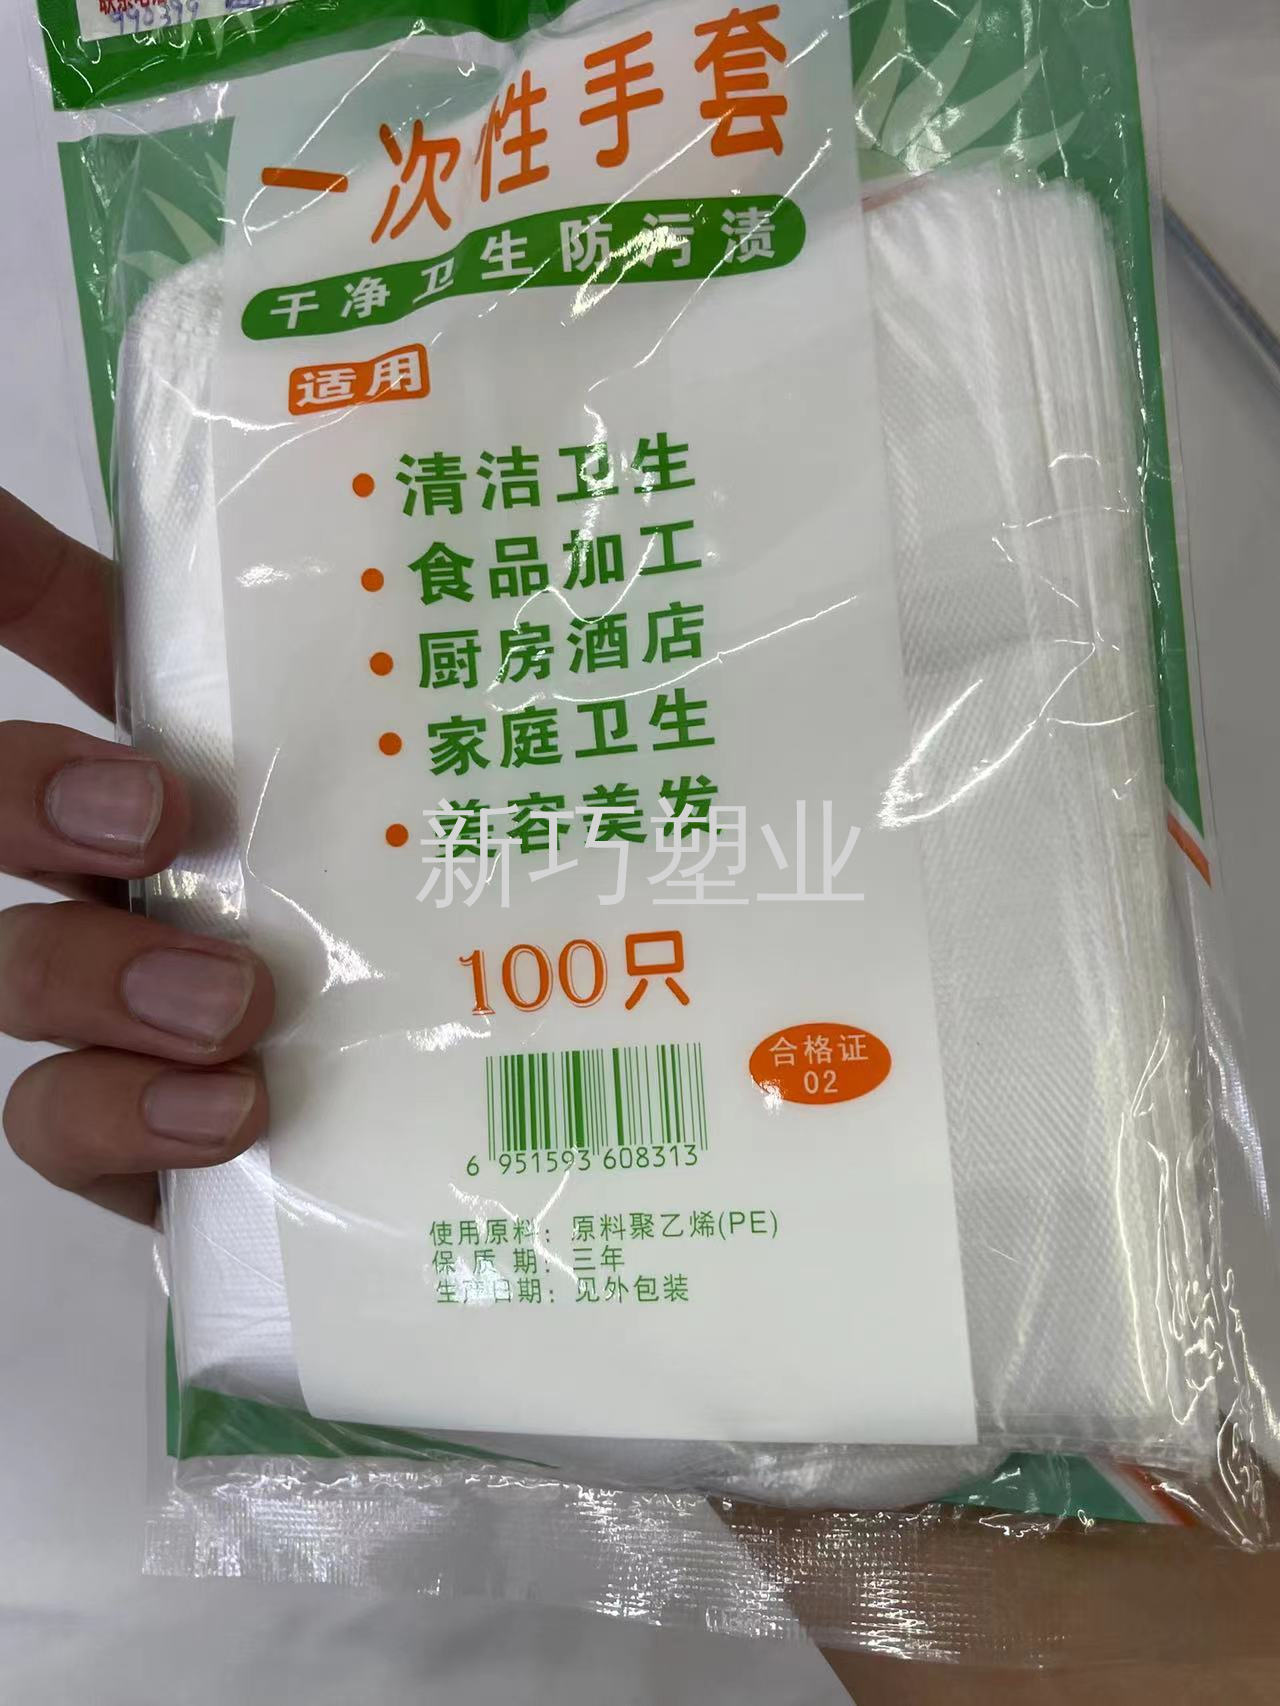 一次性手套
干净卫生防污渍
适用
清洁卫生
食品加工
厨房酒店
家庭卫生
美容美发
新巧塑业
100只
合格证
02
6 951593 608313
使用原料：原料聚乙烯(PE)
保 质 期：三年
生产日期：见外包装